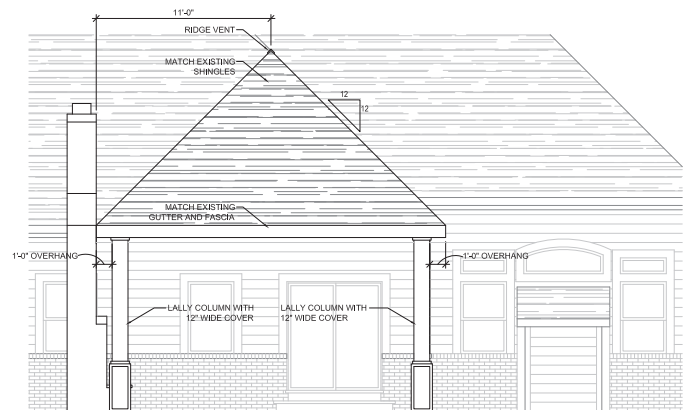 11'-0"
RIDGE VENT
MATCH EXISTING
SHINGLES
12
12
MATCH EXISTING
GUTTER AND FASCIA
1'-0" OVERHANG
1'-0" OVERHANG
LALLY COLUMN WITH
12" WIDE COVER
LALLY COLUMN WITH
12" WIDE COVER